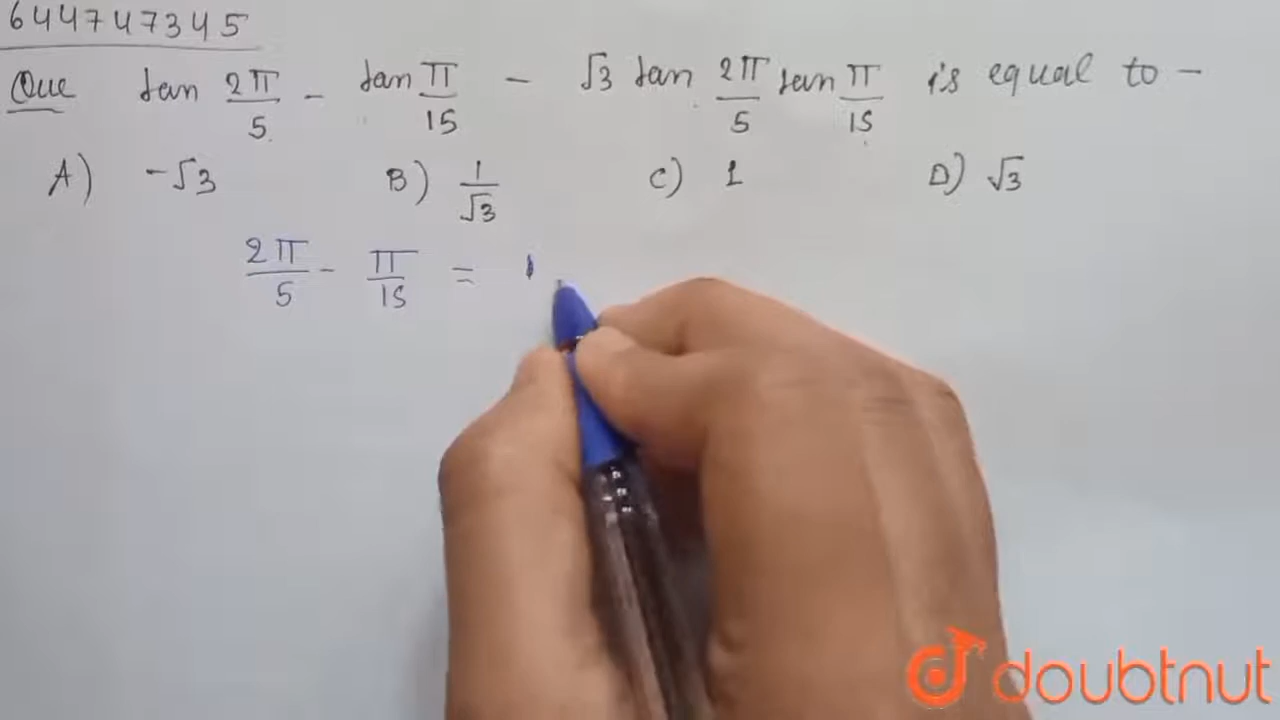 644747345
Que tan 2π/5 - tan π/15 - √3 tan 2π/5 tan π/15 is equal to -
A) -√3 B) 1/√3 C) 1 D) √3
2π/5 - π/15 =
doubtnut